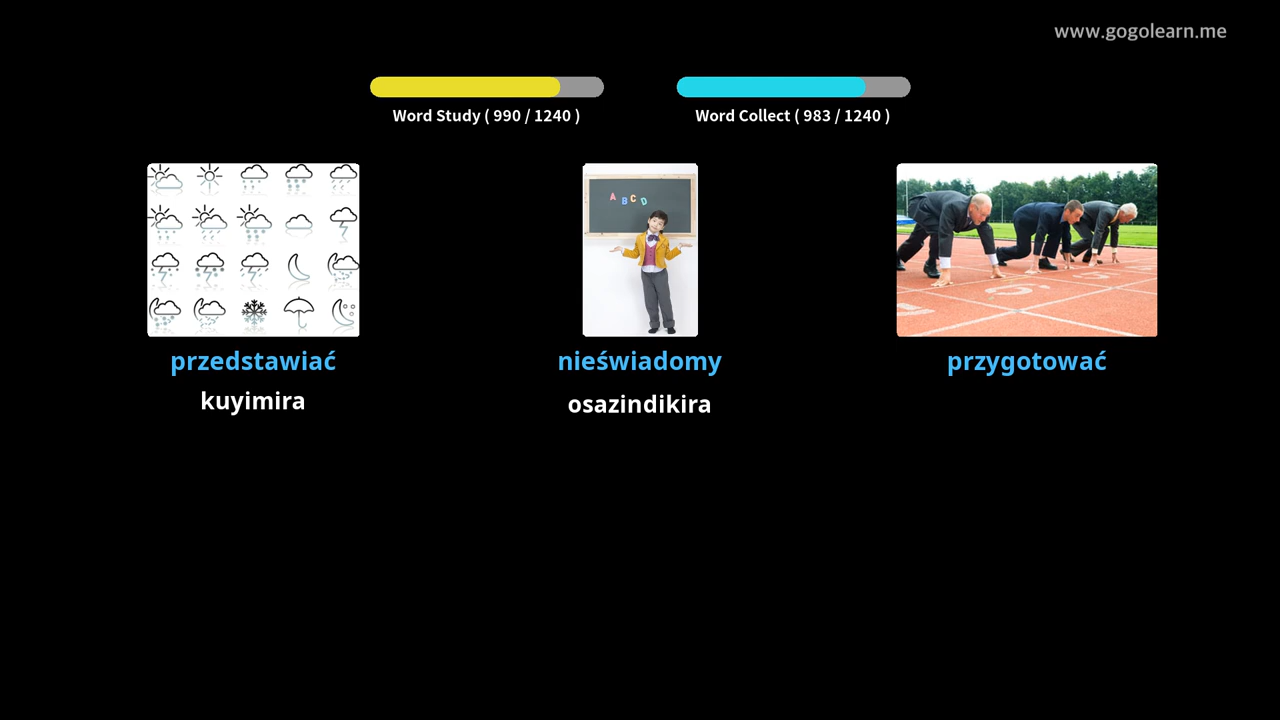 www.gogolearn.me
Word Study ( 990 / 1240 )
Word Collect ( 983 / 1240 )
A B C D
przedstawiać
nieświadomy
przygotować
kuyimira
osazindikira